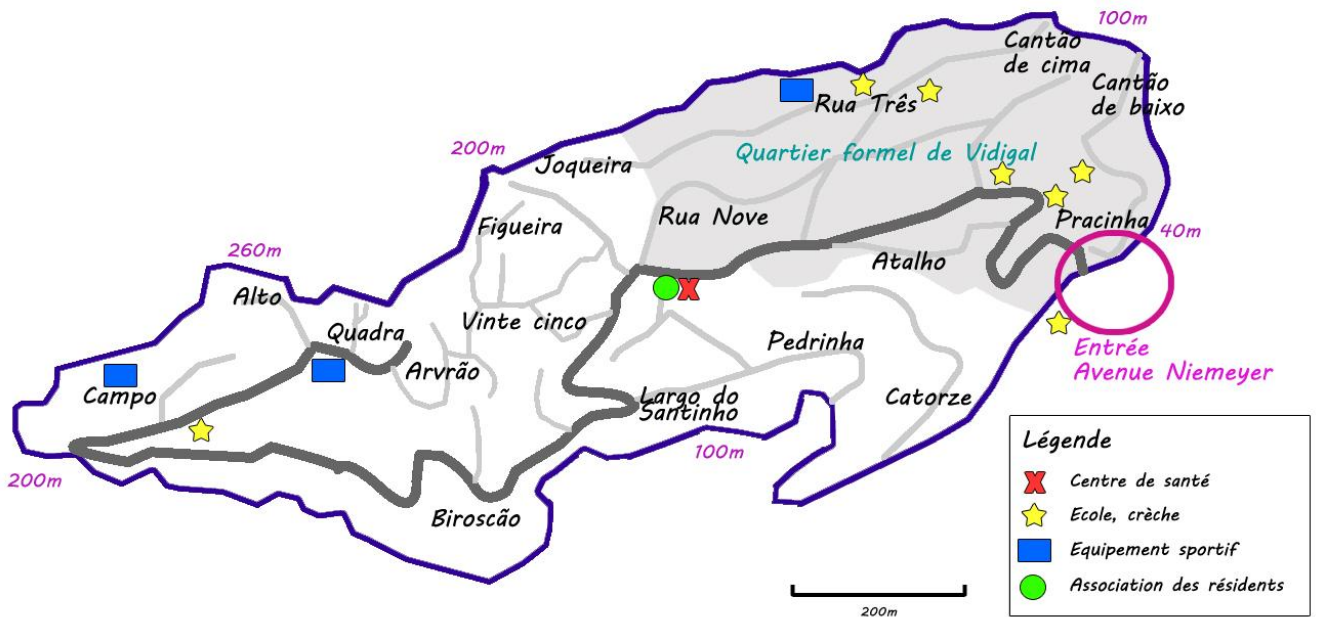 100m
Cantão
de cima
Cantão
de baixo
Rua Três
200m
Joqueira
Quartier formel de Vidigal
Figueira
Rua Nove
Pracinha
40m
260m
Atalho
Alto
Quadra
Vinte cinco
Pedrinha
Entrée
Avenue Niemeyer
Arvrão
Campo
Largo do
Santinho
Catorze
100m
200m
Biroscão
Légende
Centre de santé
Ecole, crèche
Equipement sportif
Association des résidents
200m